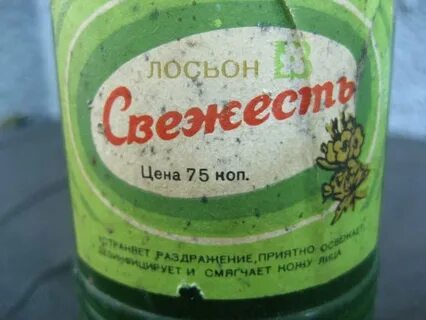 ЛОСЬОН
Свежесть
Цена 75 коп.
УСТРАНЯЕТ РАЗДРАЖЕНИЕ, ПРИЯТНО ОСВЕЖАЕТ,
ДЕЗИНФИЦИРУЕТ И СМЯГЧАЕТ КОЖУ ЛИЦА